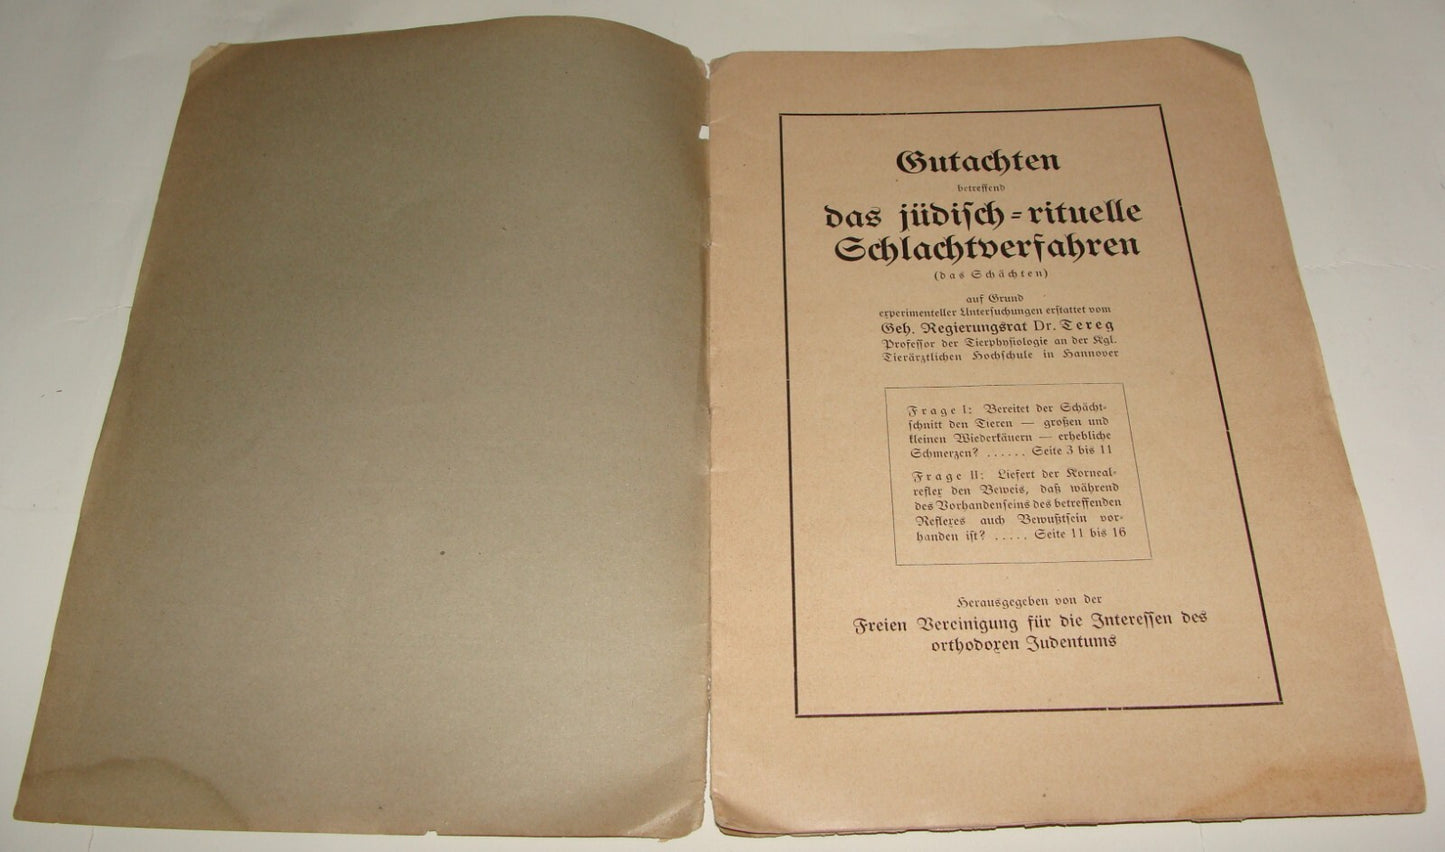 Gutachten
betreffend
das jüdisch=rituelle
Schlachtverfahren
(das Schächten)
auf Grund
experimenteller Untersuchungen erstattet vom
Geh. Regierungsrat Dr. Tereg
Professor der Tierphysiologie an der Kgl.
Tierärztlichen Hochschule in Hannover
Frage I: Bereitet der Schächt-
schnitt den Tieren — großen und
kleinen Wiederkäuern — erhebliche
Schmerzen? ...... Seite 3 bis 11
Frage II: Liefert der Korneal-
reflex den Beweis, daß während
des Vorhandenseins des betreffenden
Reflexes auch Bewußtsein vor-
handen ist? ..... Seite 11 bis 16
Herausgegeben von der
Freien Vereinigung für die Interessen des
orthodoxen Judentums